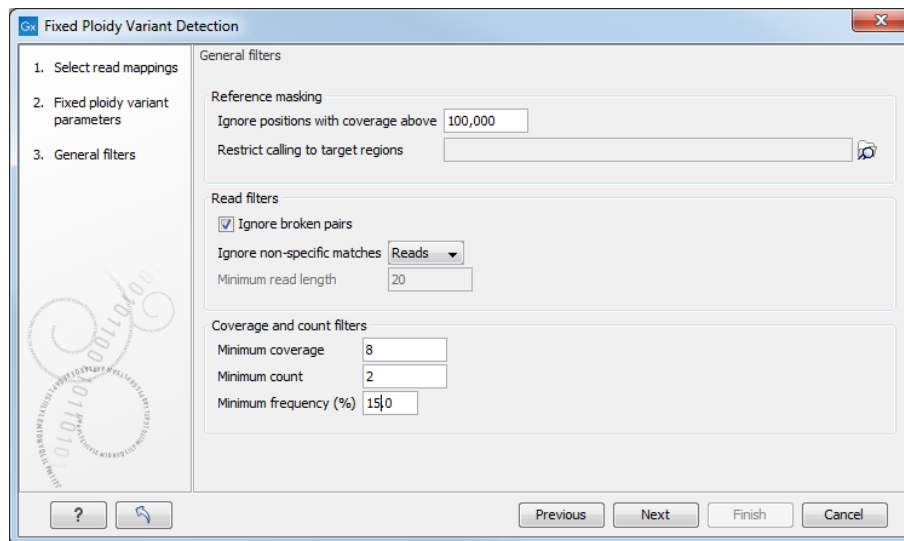 Gx Fixed Ploidy Variant Detection
General filters
1. Select read mappings
2. Fixed ploidy variant
parameters
3. General filters
Reference masking
Ignore positions with coverage above 100,000
Restrict calling to target regions
Read filters
Ignore broken pairs
Ignore non-specific matches Reads
Minimum read length 20
Coverage and count filters
Minimum coverage 8
Minimum count 2
Minimum frequency (%) 15.0
? Previous Next Finish Cancel